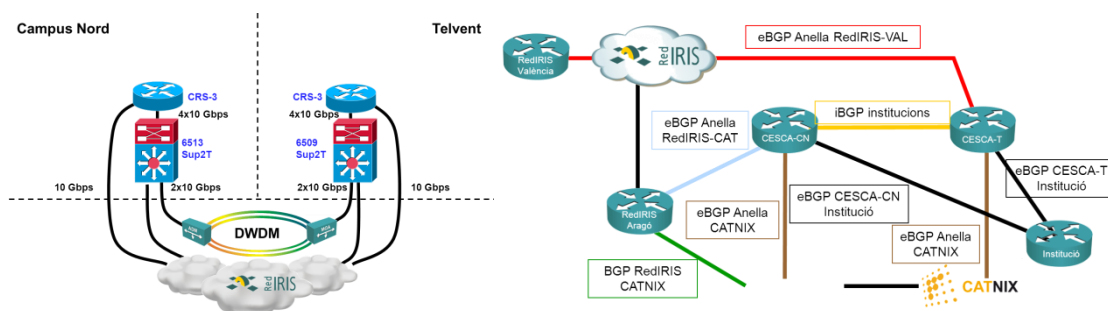 Campus Nord
Telvent
CRS-3
CRS-3
4x10 Gbps
4x10 Gbps
6513
Sup2T
6509
Sup2T
10 Gbps
2x10 Gbps
2x10 Gbps
10 Gbps
DWDM
RedIRIS
eBGP Anella RedIRIS-VAL
RedIRIS
València
RedIRIS
eBGP Anella
RedIRIS-CAT
CESCA-CN
iBGP institucions
CESCA-T
eBGP CESCA-T
Institució
RedIRIS
Aragó
eBGP Anella
CATNIX
eBGP CESCA-CN
Institució
eBGP Anella
CATNIX
Institució
BGP RedIRIS
CATNIX
CATNIX